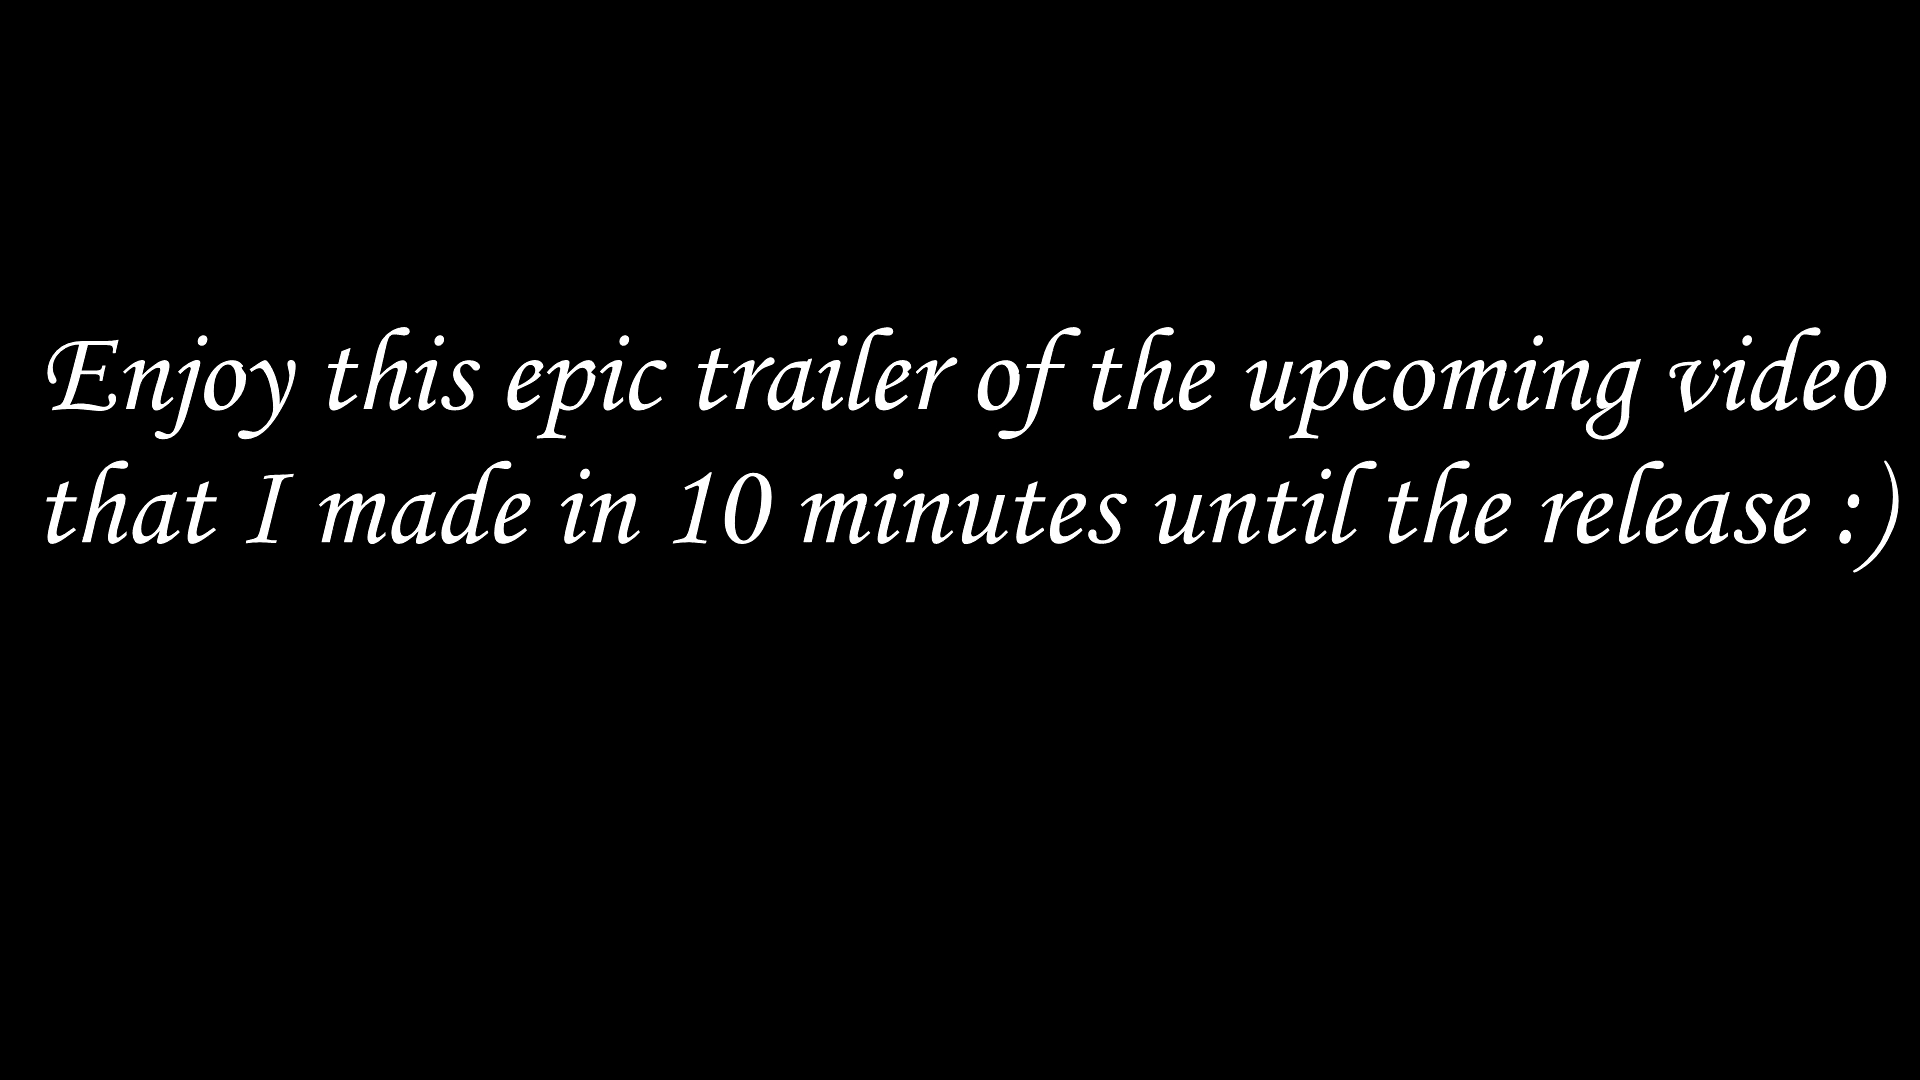 Enjoy this epic trailer of the upcoming video
that I made in 10 minutes until the release :)